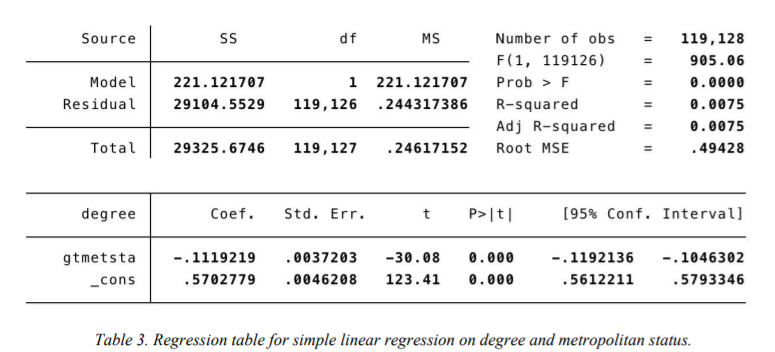 Source SS df MS Number of obs = 119,128
F(1, 119126) = 905.06
Model 221.121707 1 221.121707 Prob > F = 0.0000
Residual 29104.5529 119,126 .244317386 R-squared = 0.0075
Adj R-squared = 0.0075
Total 29325.6746 119,127 .24617152 Root MSE = .49428
degree Coef. Std. Err. t P>|t| [95% Conf. Interval]
gtmetsta -.1119219 .0037203 -30.08 0.000 -.1192136 -.1046302
_cons .5702779 .0046208 123.41 0.000 .5612211 .5793346
Table 3. Regression table for simple linear regression on degree and metropolitan status.